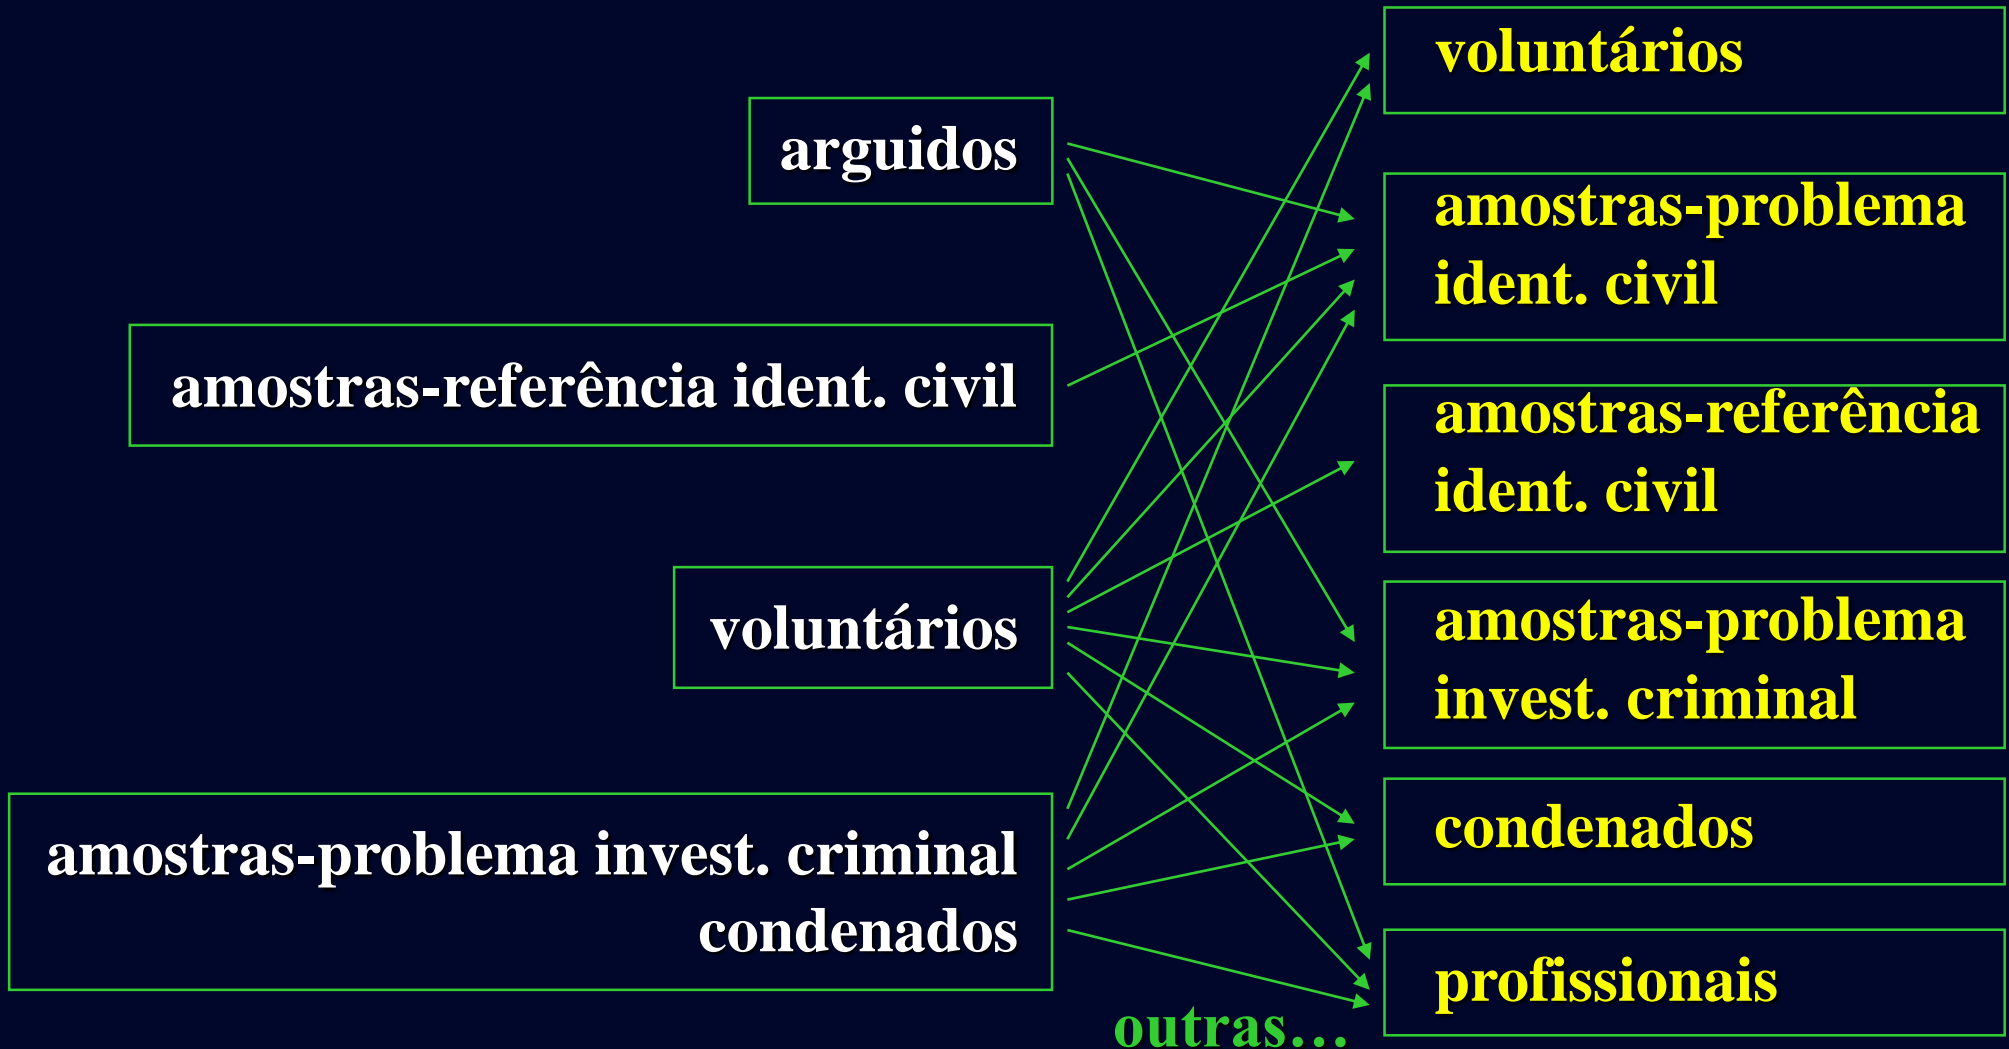 arguidos
amostras-referência ident. civil
voluntários
amostras-problema invest. criminal
condenados
voluntários
amostras-problema
ident. civil
amostras-referência
ident. civil
amostras-problema
invest. criminal
condenados
profissionais
outras...